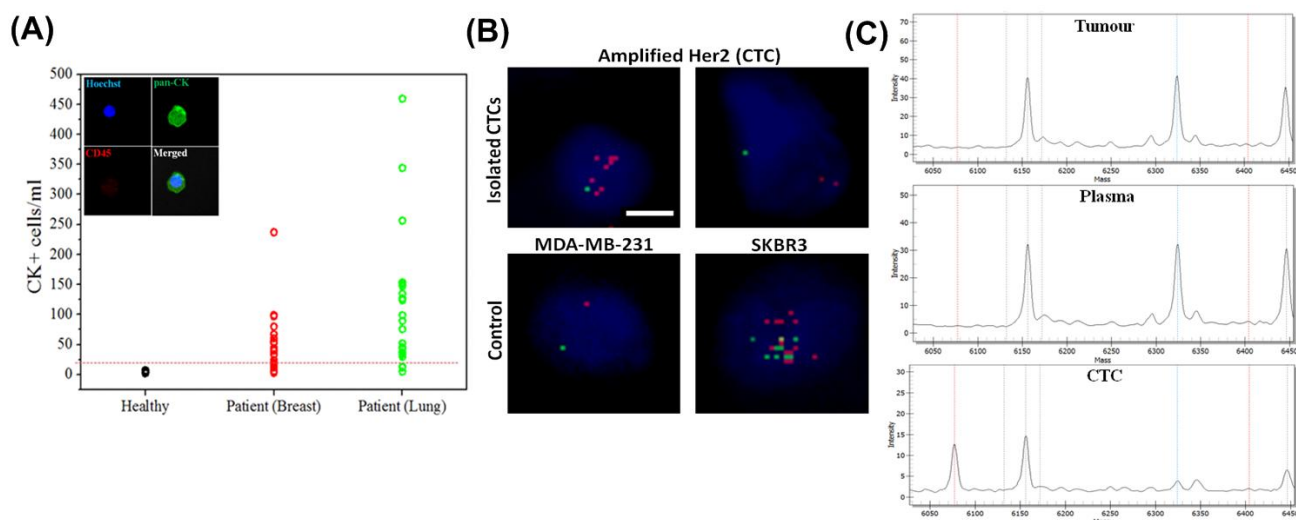 (A)
500
450
400
350
300
250
200
150
100
50
0
CK+ cells/ml
Hoechst
pan-CK
CD45
Merged
Healthy
Patient (Breast)
Patient (Lung)
(B)
Amplified Her2 (CTC)
Isolated CTCs
MDA-MB-231
SKBR3
Control
(C)
Tumour
70
60
50
40
30
20
10
0
Intensity
6050 6100 6150 6200 6250 6300 6350 6400 6450
Mass
Plasma
50
40
30
20
10
0
Intensity
6050 6100 6150 6200 6250 6300 6350 6400 6450
Mass
CTC
30
25
20
15
10
5
0
Intensity
6050 6100 6150 6200 6250 6300 6350 6400 6450